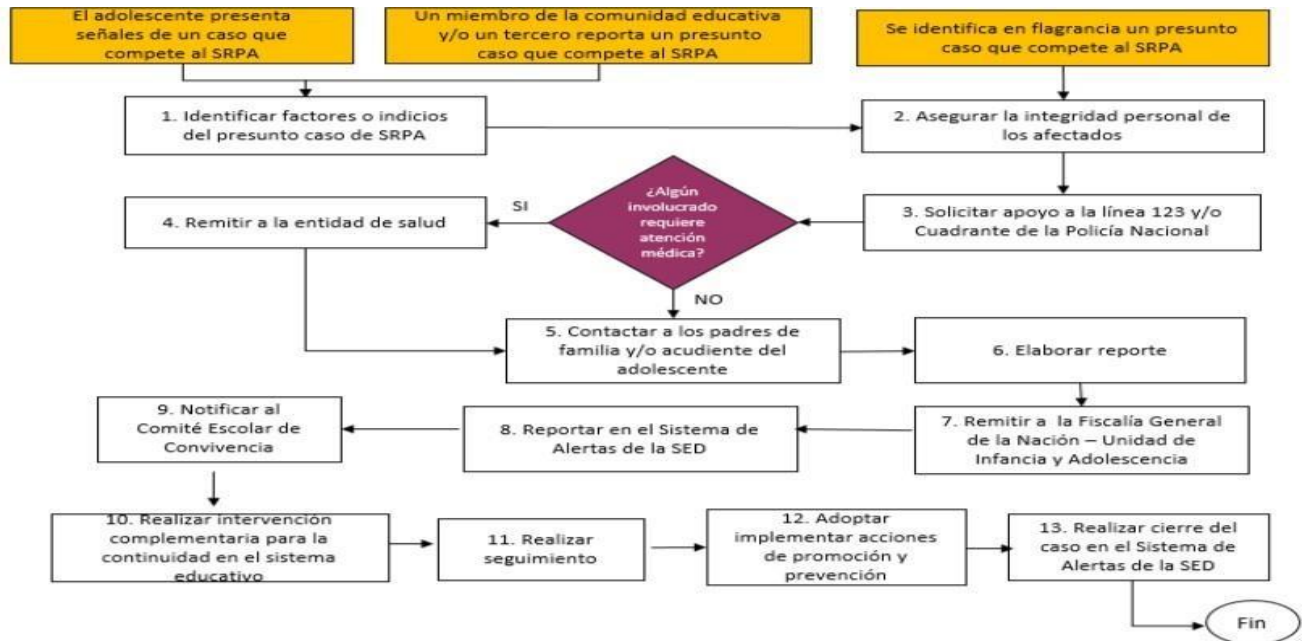 El adolescente presenta
señales de un caso que
compete al SRPA
Un miembro de la comunidad educativa
y/o un tercero reporta un presunto
caso que compete al SRPA
Se identifica en flagrancia un presunto
caso que compete al SRPA
1. Identificar factores o indicios
del presunto caso de SRPA
2. Asegurar la integridad personal de
los afectados
3. Solicitar apoyo a la línea 123 y/o
Cuadrante de la Policía Nacional
¿Algún
involucrado
requiere
atención
médica?
SI
4. Remitir a la entidad de salud
NO
5. Contactar a los padres de
familia y/o acudiente del
adolescente
6. Elaborar reporte
7. Remitir a la Fiscalía General
de la Nación – Unidad de
Infancia y Adolescencia
8. Reportar en el Sistema de
Alertas de la SED
9. Notificar al
Comité Escolar de
Convivencia
10. Realizar intervención
complementaria para la
continuidad en el sistema
educativo
11. Realizar
seguimiento
12. Adoptar
implementar acciones
de promoción y
prevención
13. Realizar cierre del
caso en el Sistema de
Alertas de la SED
Fin